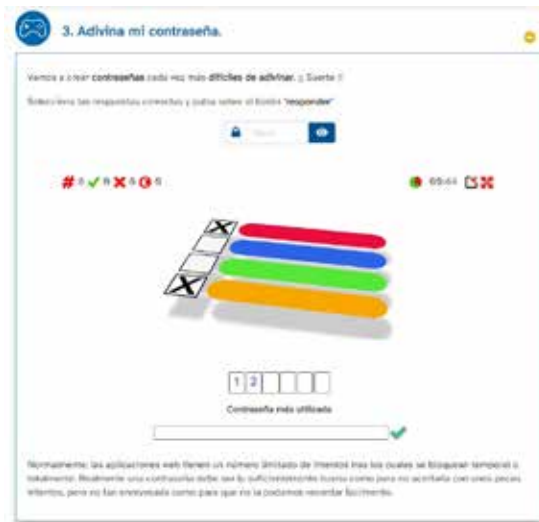 3. Adivina mi contraseña.
Vamos a crear contraseñas cada vez más difíciles de adivinar. ¡¡ Suerte !!
Selecciona las respuestas correctas y pulsa sobre el botón "responder"
1 2
Contraseña más utilizada
Normalmente, las aplicaciones web tienen un número limitado de intentos tras los cuales se bloquean temporal o
totalmente. Realmente una contraseña debe ser lo suficientemente buena como para no acertarla con unos pocos
intentos, pero no tan enrevesada como para que no la podamos recordar fácilmente.